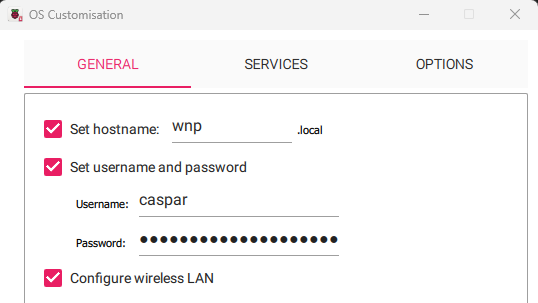 OS Customisation
GENERAL SERVICES OPTIONS
Set hostname: wnp .local
Set username and password
Username: caspar
Password: ●●●●●●●●●●●●●●●●●●●●
Configure wireless LAN